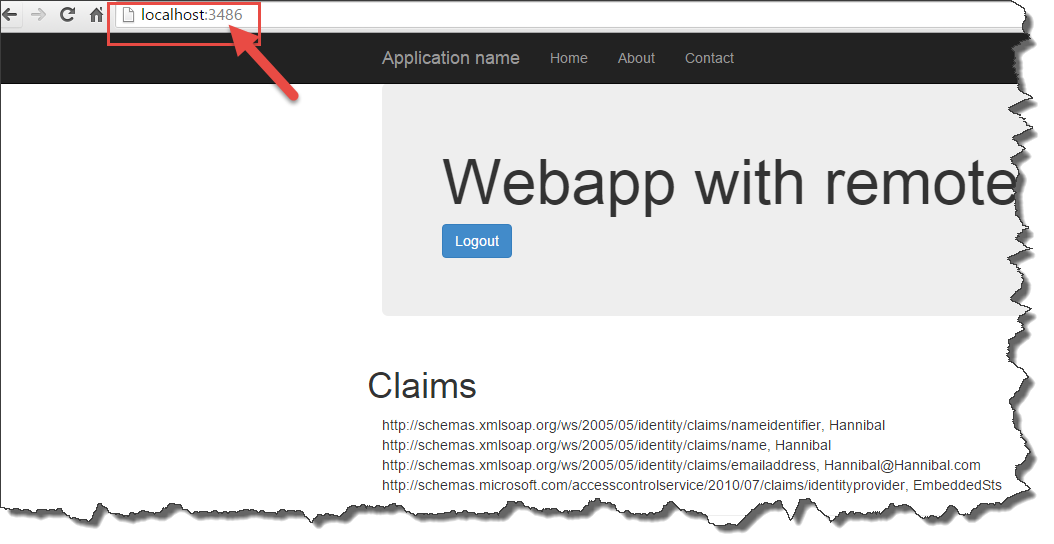 localhost:3486
Application name Home About Contact
Webapp with remote
Logout
Claims
http://schemas.xmlsoap.org/ws/2005/05/identity/claims/nameidentifier, Hannibal
http://schemas.xmlsoap.org/ws/2005/05/identity/claims/name, Hannibal
http://schemas.xmlsoap.org/ws/2005/05/identity/claims/emailaddress, Hannibal@Hannibal.com
http://schemas.microsoft.com/accesscontrolservice/2010/07/claims/identityprovider, EmbeddedSts